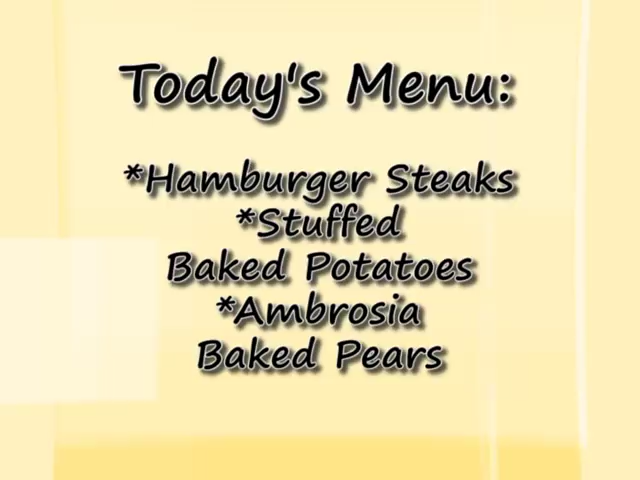 Today's Menu:
*Hamburger Steaks
*Stuffed
Baked Potatoes
*Ambrosia
Baked Pears